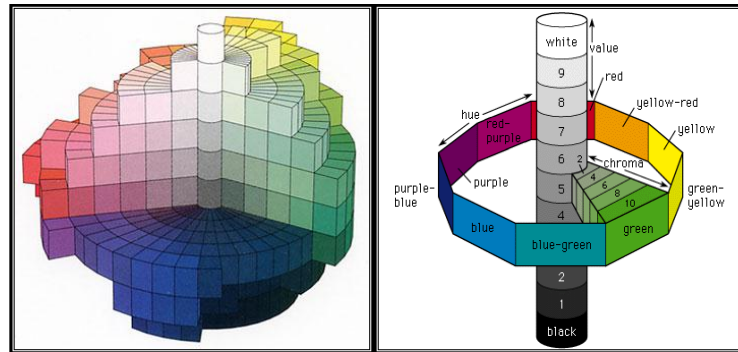 white
value
9
red
8
yellow-red
hue
red-
purple
7
yellow
6
2
chroma
4
purple
6
purple-
blue
5
8
green-
yellow
10
4
blue
blue-green
green
2
1
black